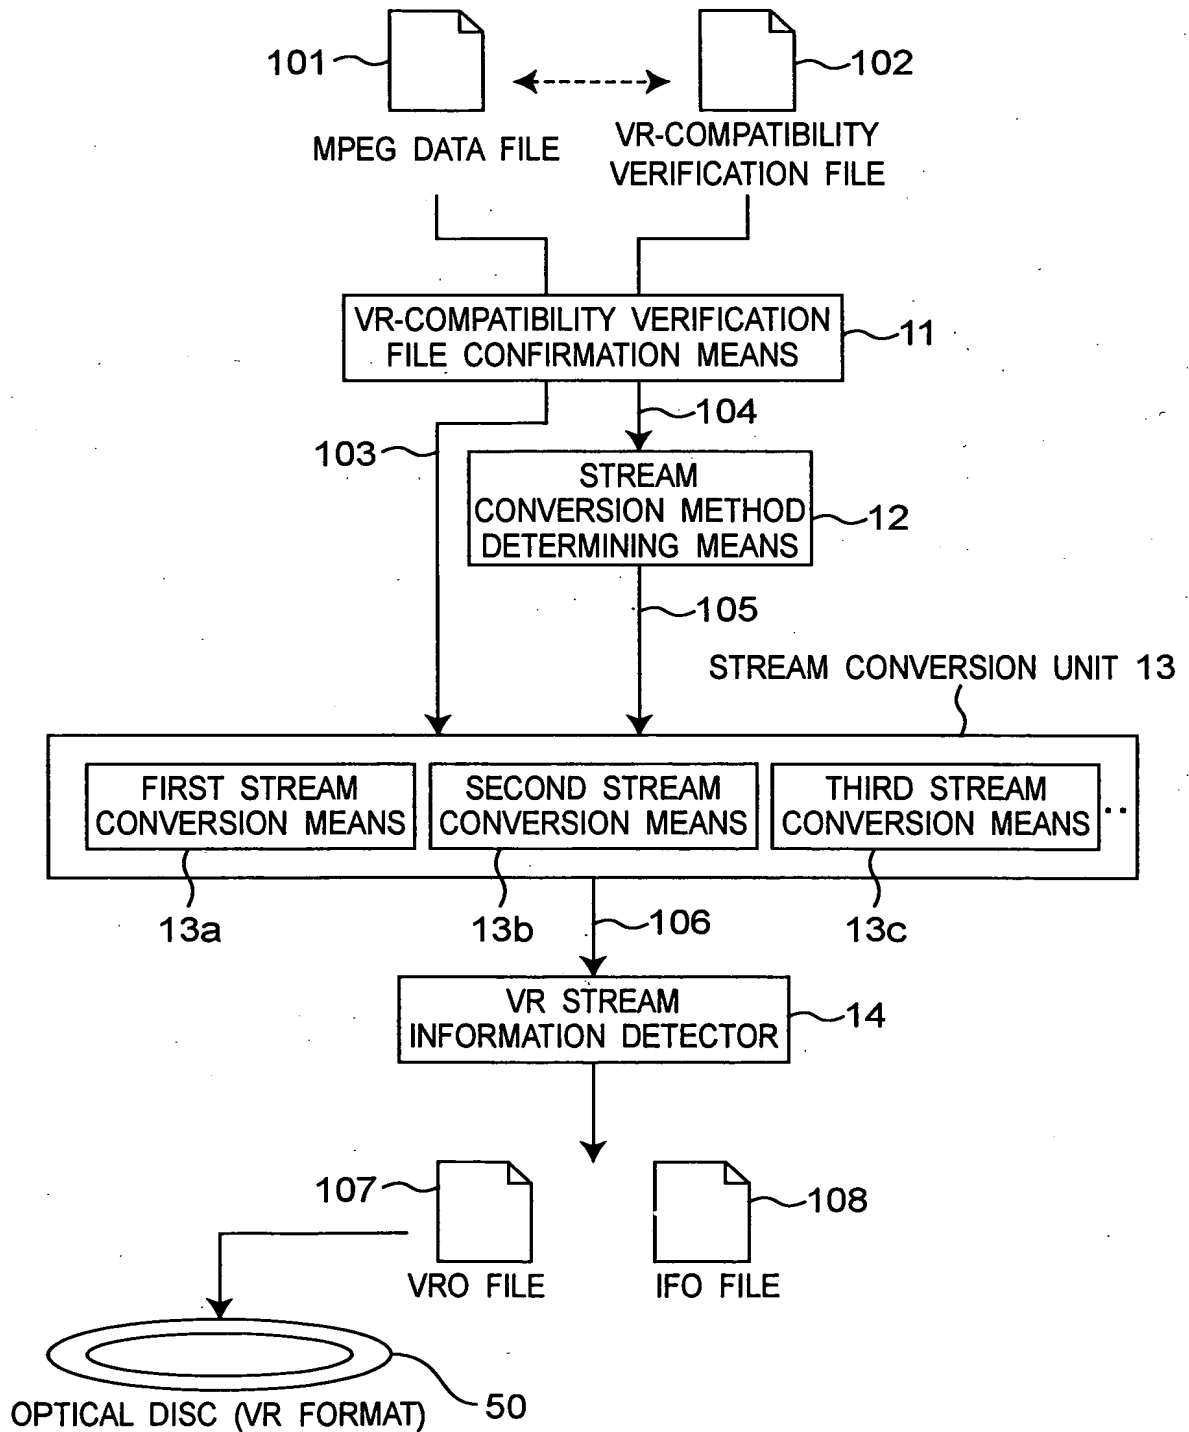 101
102
MPEG DATA FILE
VR-COMPATIBILITY
VERIFICATION FILE
VR-COMPATIBILITY VERIFICATION
FILE CONFIRMATION MEANS
11
104
103
STREAM
CONVERSION METHOD
DETERMINING MEANS
12
105
STREAM CONVERSION UNIT 13
FIRST STREAM
CONVERSION MEANS
SECOND STREAM
CONVERSION MEANS
THIRD STREAM
CONVERSION MEANS
..
13a
13b
106
13c
VR STREAM
INFORMATION DETECTOR
14
107
108
VRO FILE
IFO FILE
50
OPTICAL DISC (VR FORMAT)